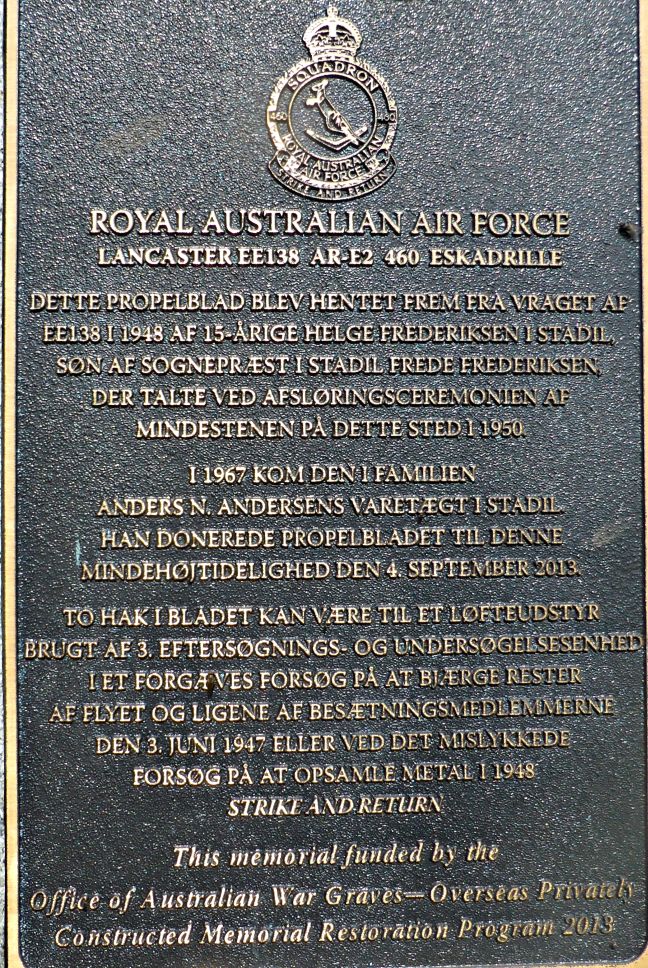 SQUADRON
460 460
ROYAL AUSTRALIAN
AIR FORCE
STRIKE AND RETURN
ROYAL AUSTRALIAN AIR FORCE
LANCASTER EE138 AR-E2 460 ESKADRILLE
DETTE PROPELBLAD BLEV HENTET FREM FRA VRAGET AF
EE138 I 1948 AF 15-ÅRIGE HELGE FREDERIKSEN I STADIL,
SØN AF SOGNEPRÆST I STADIL FREDE FREDERIKSEN,
DER TALTE VED AFSLØRINGSCEREMONIEN AF
MINDESTENEN PÅ DETTE STED I 1950.
I 1967 KOM DEN I FAMILIEN
ANDERS N. ANDERSENS VARETÆGT I STADIL.
HAN DONEREDE PROPELBLADET TIL DENNE
MINDEHØJTIDELIGHED DEN 4. SEPTEMBER 2013.
TO HAK I BLADET KAN VÆRE TIL ET LØFTEUDSTYR
BRUGT AF 3. EFTERSØGNINGS- OG UNDERSØGELSESENHED
I ET FORGÆVES FORSØG PÅ AT BJÆRGE RESTER
AF FLYET OG LIGENE AF BESÆTNINGSMEDLEMMERNE
DEN 3. JUNI 1947 ELLER VED DET MISLYKKEDE
FORSØG PÅ AT OPSAMLE METAL I 1948
STRIKE AND RETURN
This memorial funded by the
Office of Australian War Graves—Overseas Privately
Constructed Memorial Restoration Program 2013